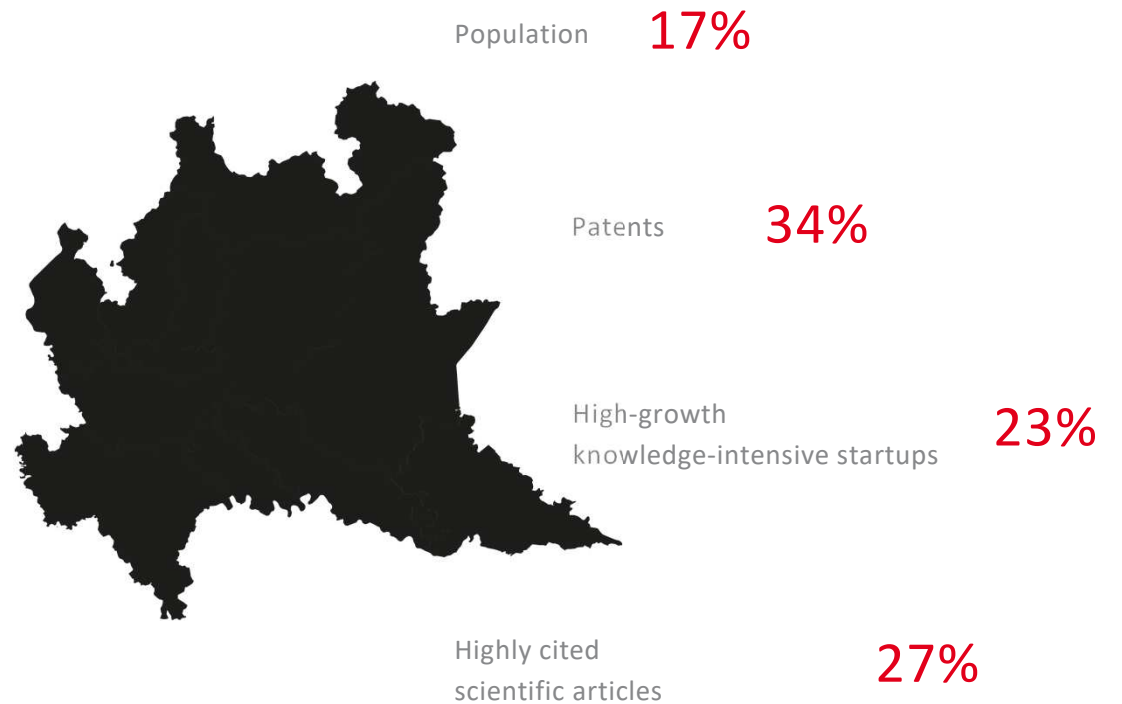 Population 17%
Patents 34%
High-growth
knowledge-intensive startups 23%
Highly cited
scientific articles 27%